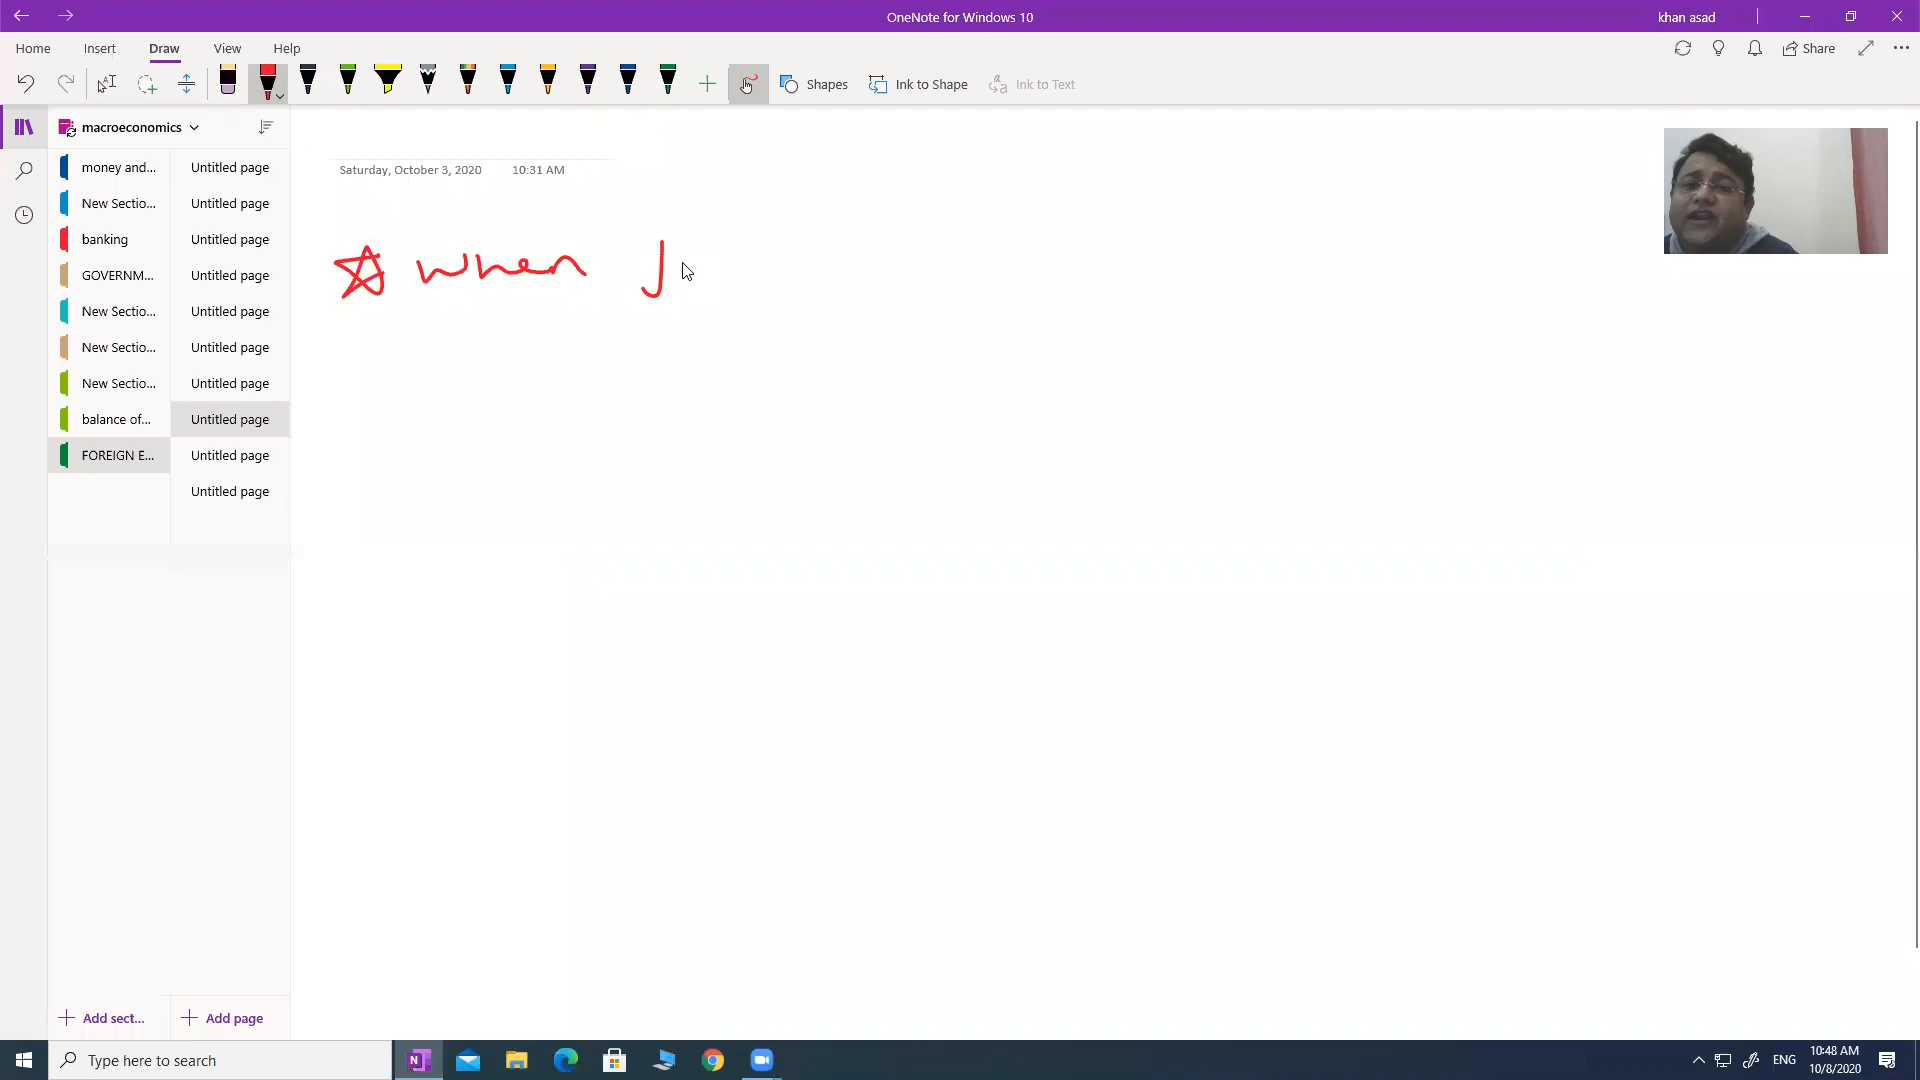 OneNote for Windows 10
khan asad
Home Insert Draw View Help
Share
Shapes Ink to Shape Ink to Text
macroeconomics
money and... Untitled page
New Sectio... Untitled page
banking Untitled page
GOVERNM... Untitled page
New Sectio... Untitled page
New Sectio... Untitled page
New Sectio... Untitled page
balance of... Untitled page
FOREIGN E... Untitled page
Untitled page
Saturday, October 3, 2020 10:31 AM
when J
Add sect... Add page
Type here to search
ENG
10:48 AM
10/8/2020